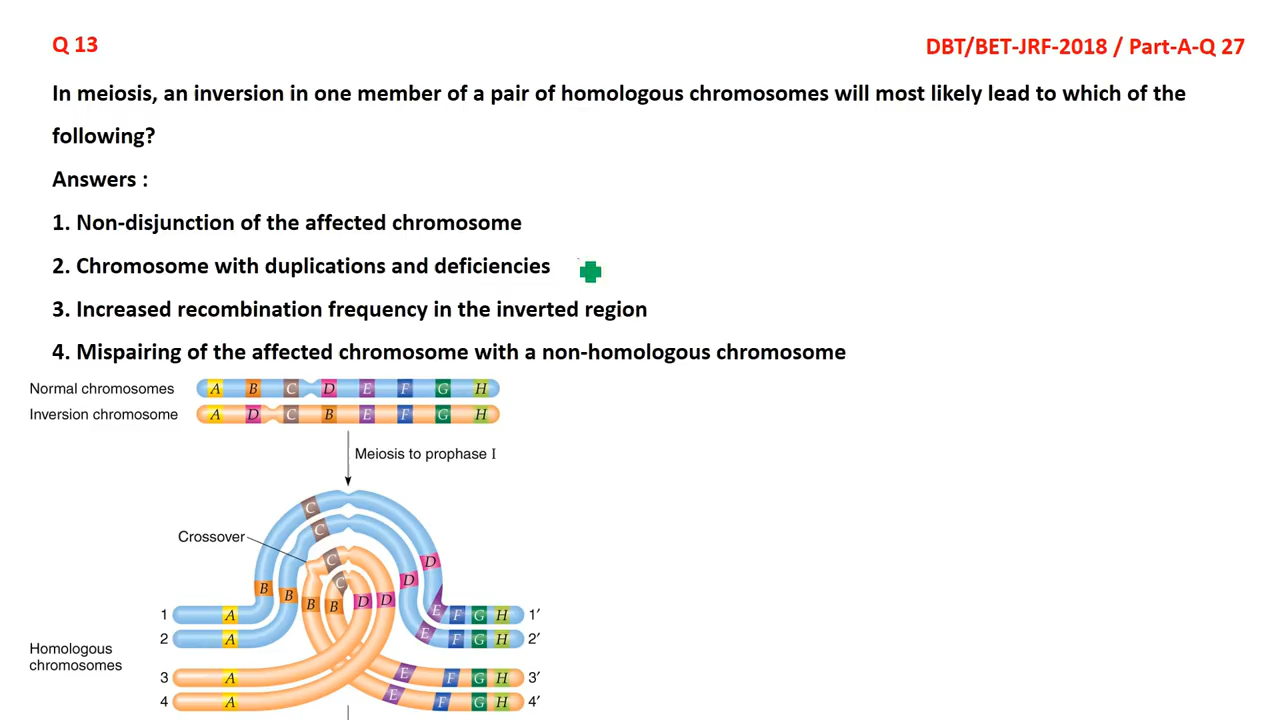 Q 13
DBT/BET-JRF-2018 / Part-A-Q 27
In meiosis, an inversion in one member of a pair of homologous chromosomes will most likely lead to which of the
following?
Answers :
1. Non-disjunction of the affected chromosome
2. Chromosome with duplications and deficiencies
3. Increased recombination frequency in the inverted region
4. Mispairing of the affected chromosome with a non-homologous chromosome
Normal chromosomes A B C D E F G H
Inversion chromosome A D C B E F G H
Meiosis to prophase I
C
Crossover C
C D
C D
B B B B D D
1 A E F G H 1′
2 A E F G H 2′
Homologous
chromosomes
3 A E F G H 3′
4 A E F G H 4′